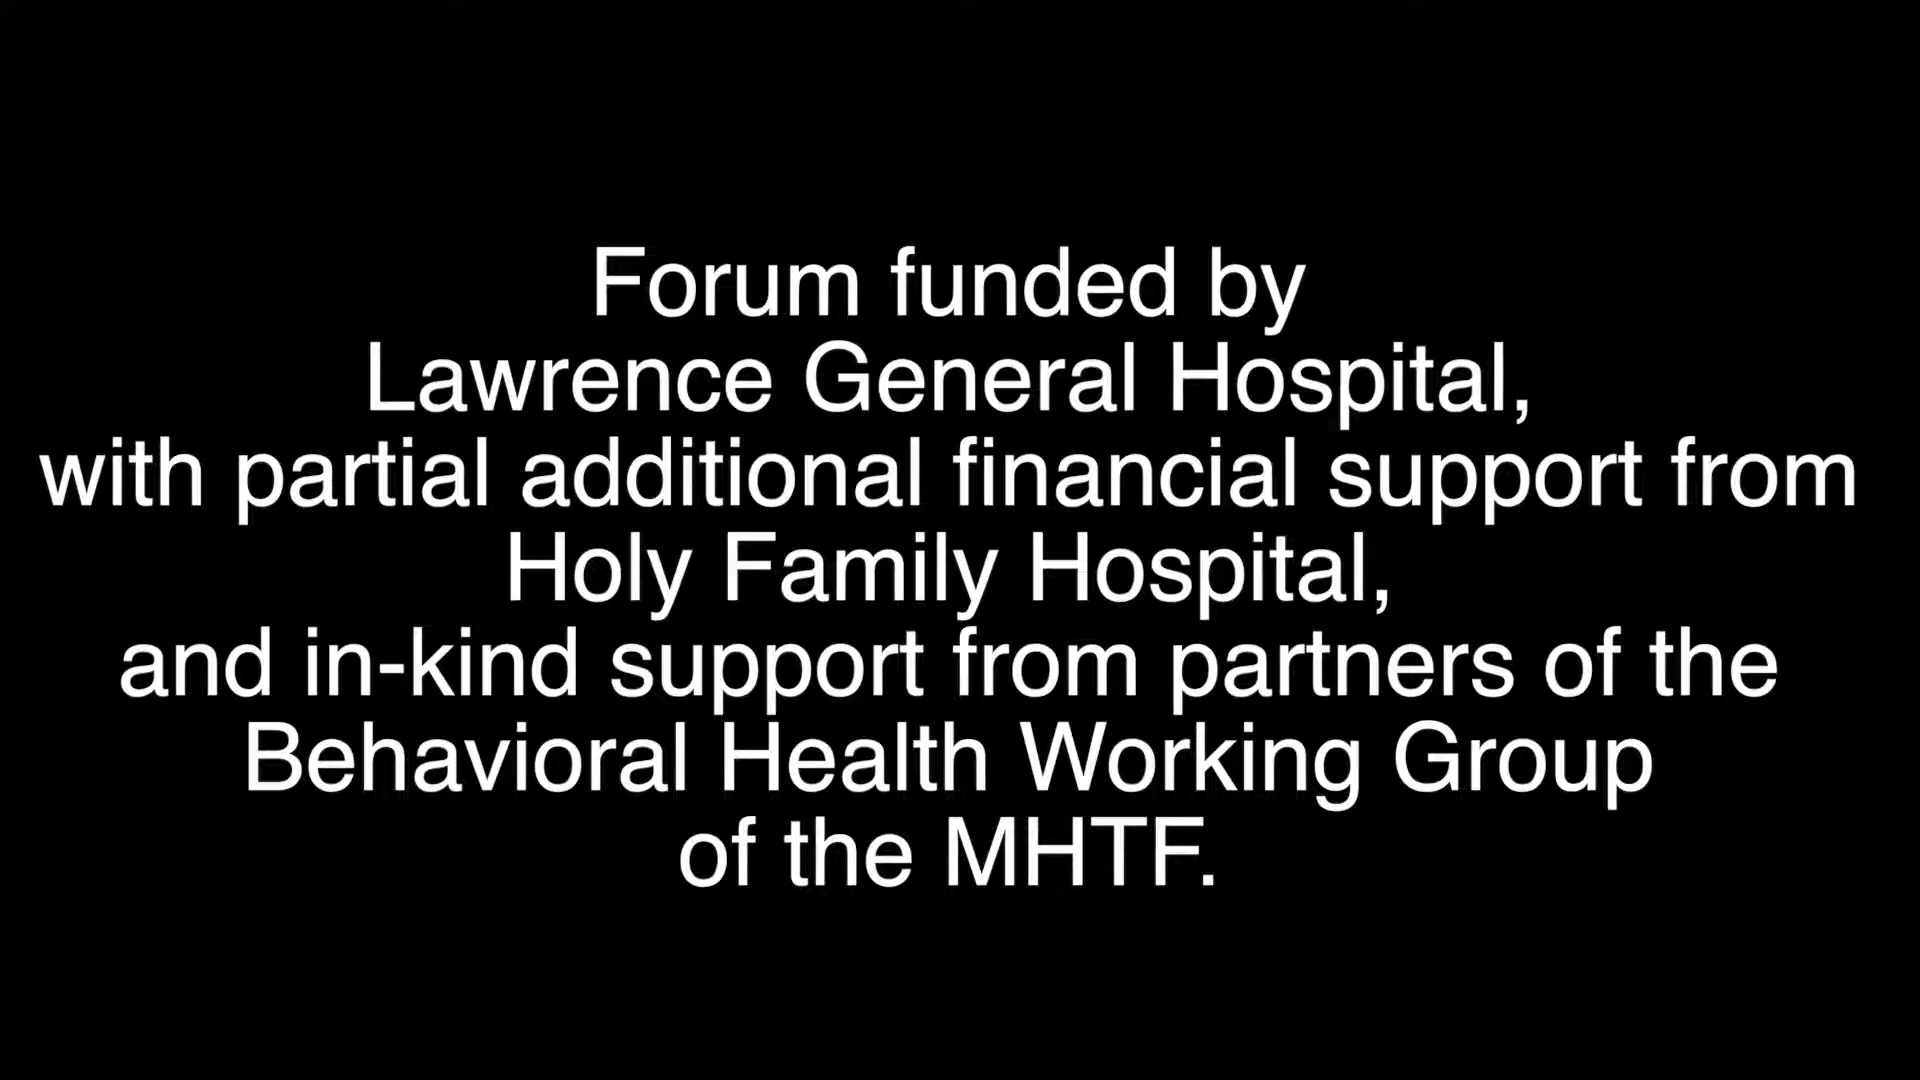 Forum funded by
Lawrence General Hospital,
with partial additional financial support from
Holy Family Hospital,
and in-kind support from partners of the
Behavioral Health Working Group
of the MHTF.